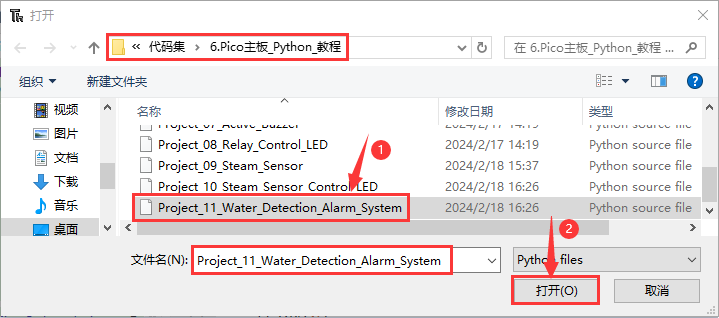 打开
« 代码集 › 6.Pico主板_Python_教程
在 6.Pico主板_Python_教程 ...
组织 新建文件夹
名称 修改日期 类型
视频 Project_07_Active_Buzzer 2024/2/17 14:19 Python source file
图片 Project_08_Relay_Control_LED 2024/2/17 14:19 Python source file
文档 Project_09_Steam_Sensor 2024/2/18 15:37 Python source file
下载 Project_10_Steam_Sensor_Control_LED 2024/2/18 16:26 Python source file
音乐 Project_11_Water_Detection_Alarm_System 2024/2/18 16:26 Python source file
桌面
1
2
文件名(N): Project_11_Water_Detection_Alarm_System Python files
打开(O) 取消